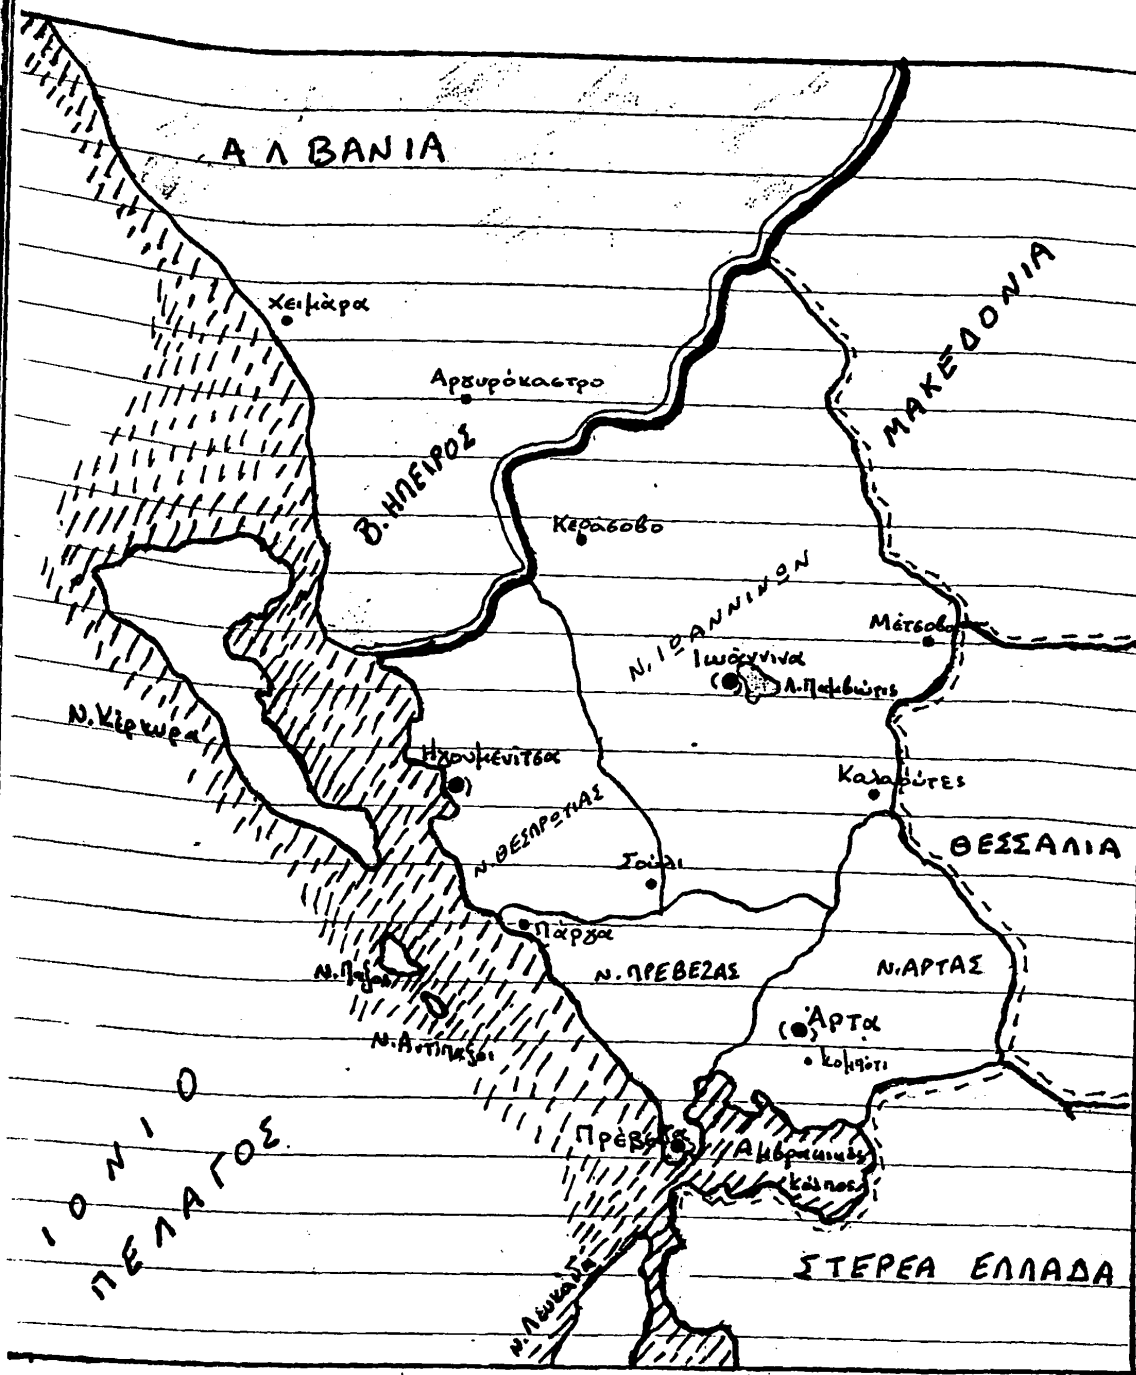 ΑΛΒΑΝΙΑ
Χειμάρα
Αργυρόκαστρο
ΜΑΚΕΔΟΝΙΑ
Β. ΗΠΕΙΡΟΣ
Κεράσοβο
Ν. ΙΩΑΝΝΙΝΩΝ
Μέτσοβο
Ιωάννινα
Λ. Παμβώτις
Ν. Κέρκυρα
Ηγουμενίτσα
Καλαρύτες
Ν. ΘΕΣΠΡΩΤΙΑΣ
ΘΕΣΣΑΛΙΑ
Σούλι
Πάργα
Ν. Παξοί
Ν. ΠΡΕΒΕΖΑΣ
Ν. ΑΡΤΑΣ
Ν. Αντίπαξοι
Άρτα
Κομπότι
ΙΟΝΙΟ
ΠΕΛΑΓΟΣ
Πρέβεζα
Αμβρακικός
Κόλπος
ΣΤΕΡΕΑ ΕΛΛΑΔΑ
Ν. Λευκάδα